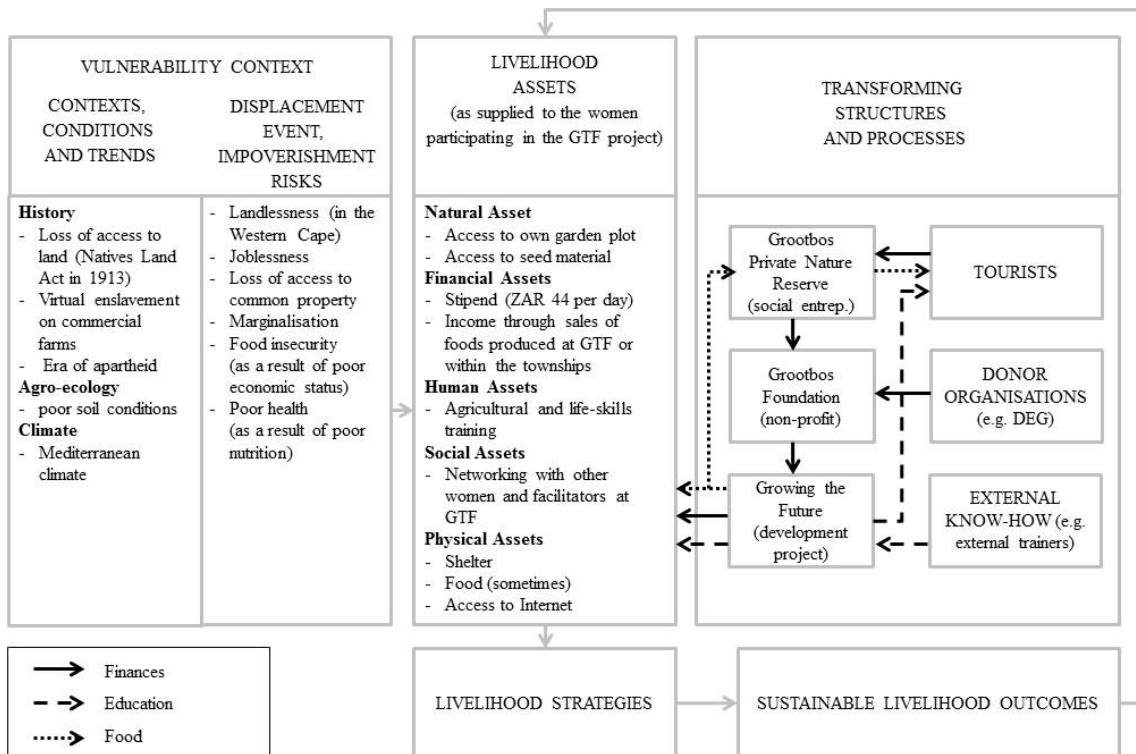 VULNERABILITY CONTEXT
CONTEXTS,
CONDITIONS
AND TRENDS
DISPLACEMENT
EVENT,
IMPOVERISHMENT
RISKS
History
- Loss of access to
land (Natives Land
Act in 1913)
- Virtual enslavement
on commercial
farms
- Era of apartheid
Agro-ecology
- poor soil conditions
Climate
- Mediterranean
climate
- Landlessness (in the
Western Cape)
- Joblessness
- Loss of access to
common property
- Marginalisation
- Food insecurity
(as a result of poor
economic status)
- Poor health
(as a result of poor
nutrition)
LIVELIHOOD
ASSETS
(as supplied to the women
participating in the GTF project)
Natural Asset
- Access to own garden plot
- Access to seed material
Financial Assets
- Stipend (ZAR 44 per day)
- Income through sales of
foods produced at GTF or
within the townships
Human Assets
- Agricultural and life-skills
training
Social Assets
- Networking with other
women and facilitators at
GTF
Physical Assets
- Shelter
- Food (sometimes)
- Access to Internet
TRANSFORMING
STRUCTURES
AND PROCESSES
Grootbos
Private Nature
Reserve
(social entrep.)
TOURISTS
Grootbos
Foundation
(non-profit)
DONOR
ORGANISATIONS
(e.g. DEG)
Growing the
Future
(development
project)
EXTERNAL
KNOW-HOW (e.g.
external trainers)
Finances
Education
Food
LIVELIHOOD STRATEGIES
SUSTAINABLE LIVELIHOOD OUTCOMES